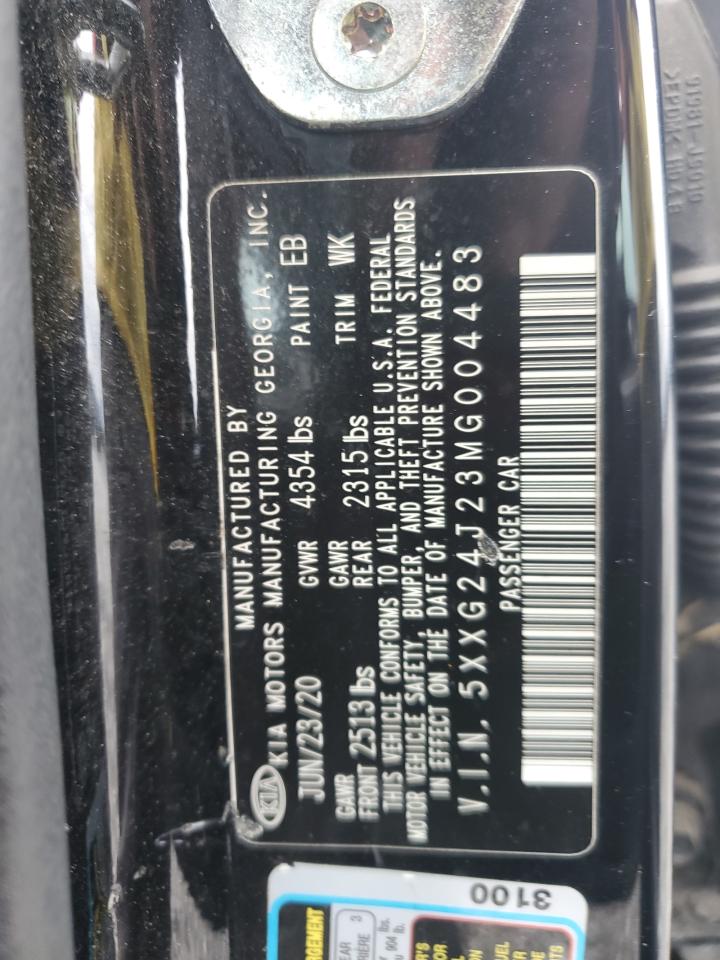 KIA
MANUFACTURED BY
KIA MOTORS MANUFACTURING GEORGIA, INC.
JUN/23/20 GVWR 4354 lbs PAINT EB
GAWR FRONT 2513 lbs GAWR REAR 2315 lbs TRIM WK
THIS VEHICLE CONFORMS TO ALL APPLICABLE U.S.A. FEDERAL
MOTOR VEHICLE SAFETY, BUMPER, AND THEFT PREVENTION STANDARDS
IN EFFECT ON THE DATE OF MANUFACTURE SHOWN ABOVE.
V.I.N. 5XXG24J23MG004483
PASSENGER CAR
3100
>EPDM<